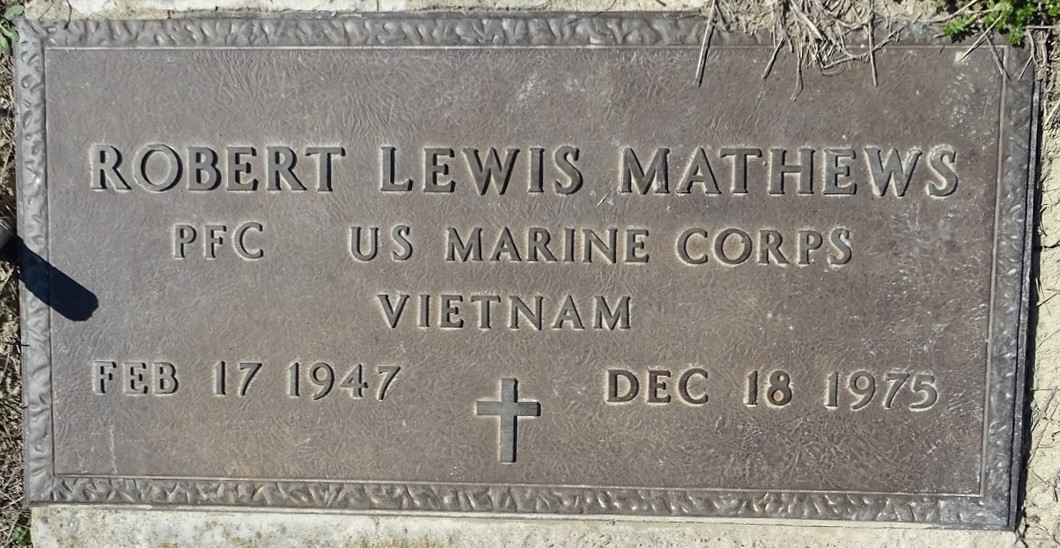 ROBERT LEWIS MATHEWS
PFC US MARINE CORPS
VIETNAM
FEB 17 1947 DEC 18 1975